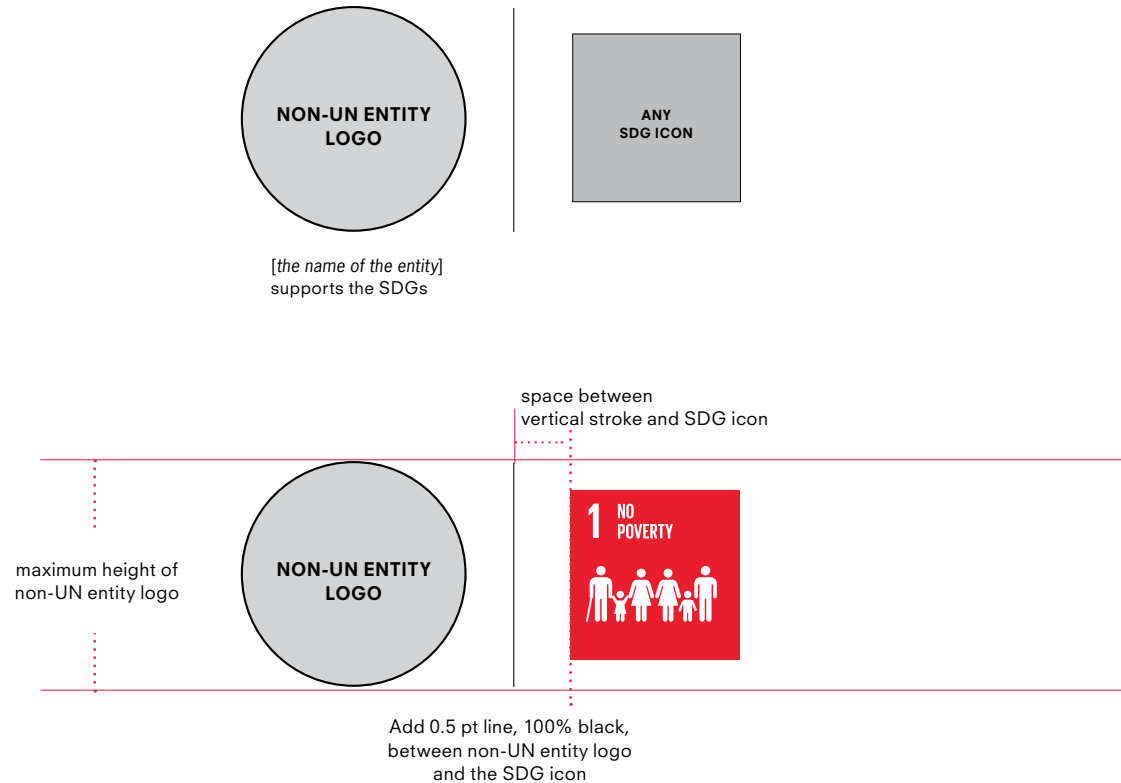 NON-UN ENTITY
LOGO
ANY
SDG ICON
[the name of the entity]
supports the SDGs
space between
vertical stroke and SDG icon
maximum height of
non-UN entity logo
NON-UN ENTITY
LOGO
1 NO
POVERTY
Add 0.5 pt line, 100% black,
between non-UN entity logo
and the SDG icon